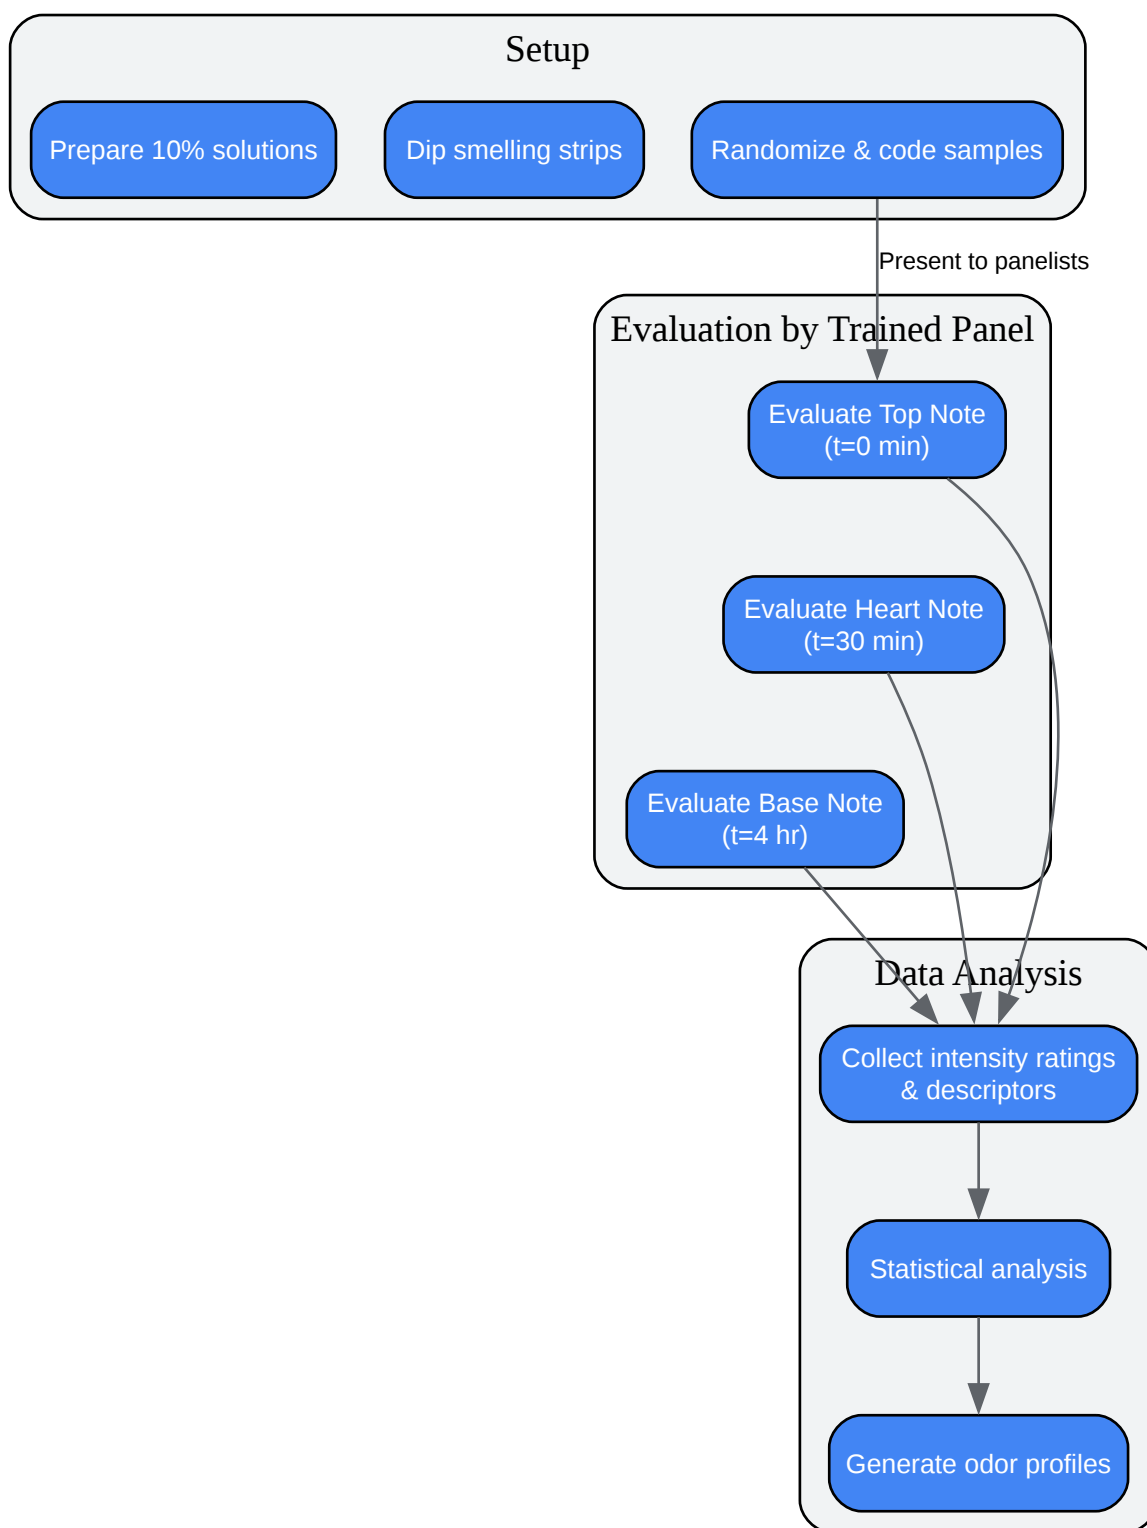 Setup
Prepare 10% solutions
Dip smelling strips
Randomize & code samples
Present to panelists
Evaluation by Trained Panel
Evaluate Top Note
(t=0 min)
Evaluate Heart Note
(t=30 min)
Evaluate Base Note
(t=4 hr)
Data Analysis
Collect intensity ratings
& descriptors
Statistical analysis
Generate odor profiles